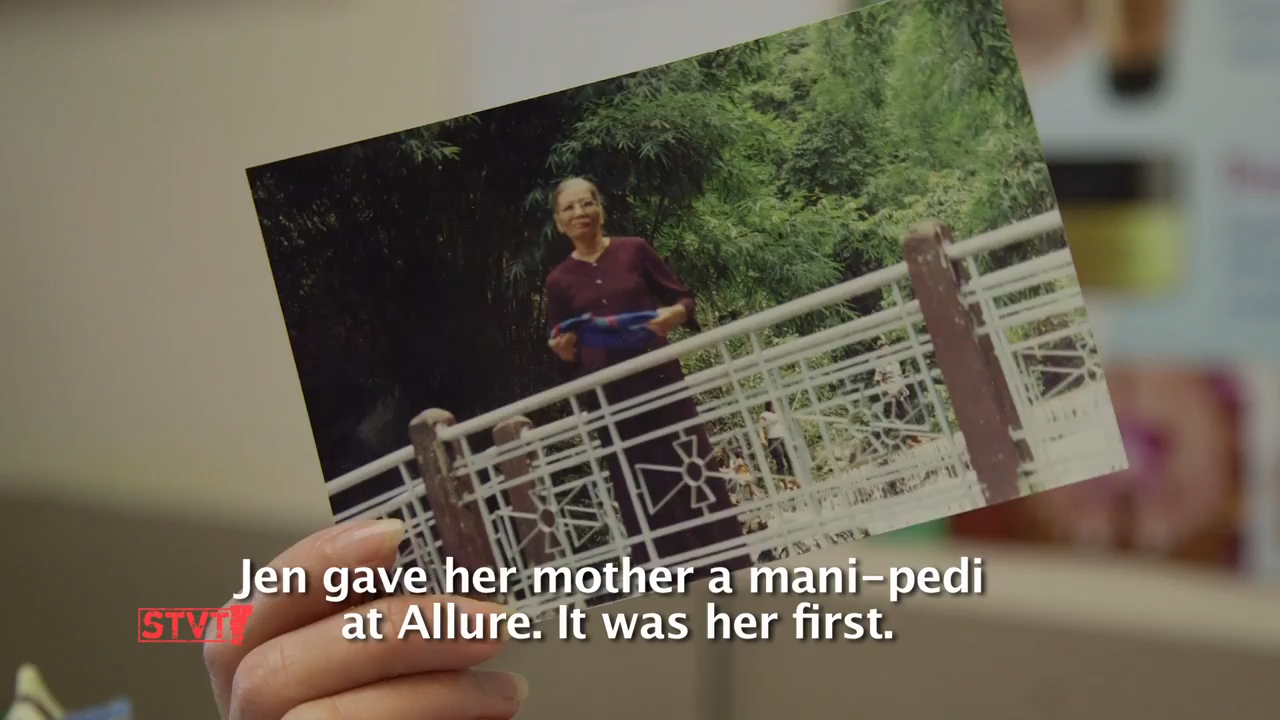 Jen gave her mother a mani-pedi
at Allure. It was her first.
STVT